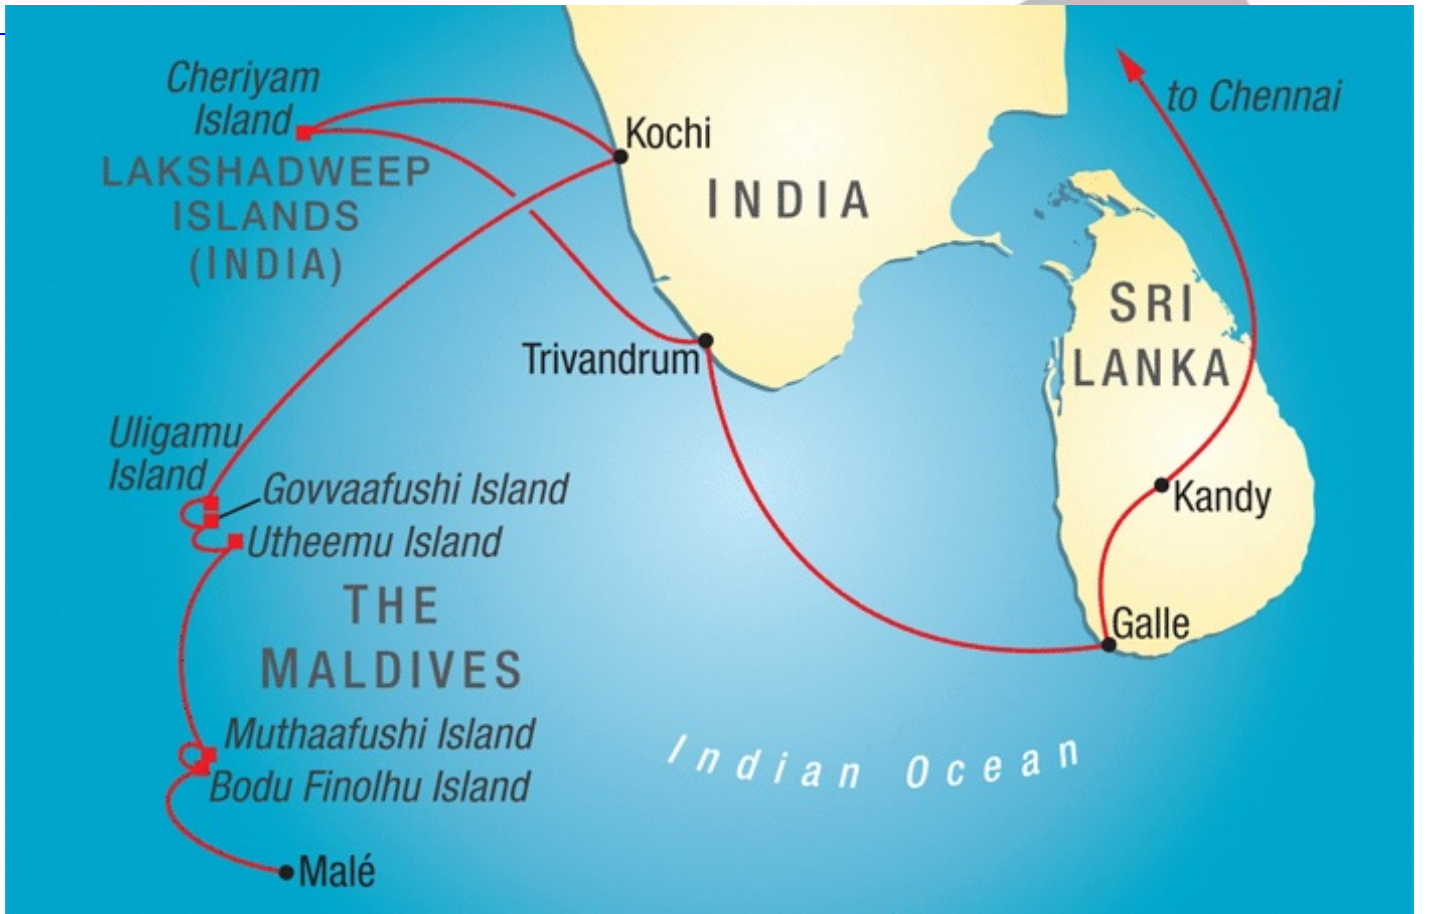 Cheriyam
Island
LAKSHADWEEP
ISLANDS
(INDIA)
Kochi
INDIA
to Chennai
SRI
LANKA
Trivandrum
Uligamu
Island
Govvaafushi Island
Utheemu Island
THE
MALDIVES
Kandy
Galle
Muthaafushi Island
Bodu Finolhu Island
Indian Ocean
Malé